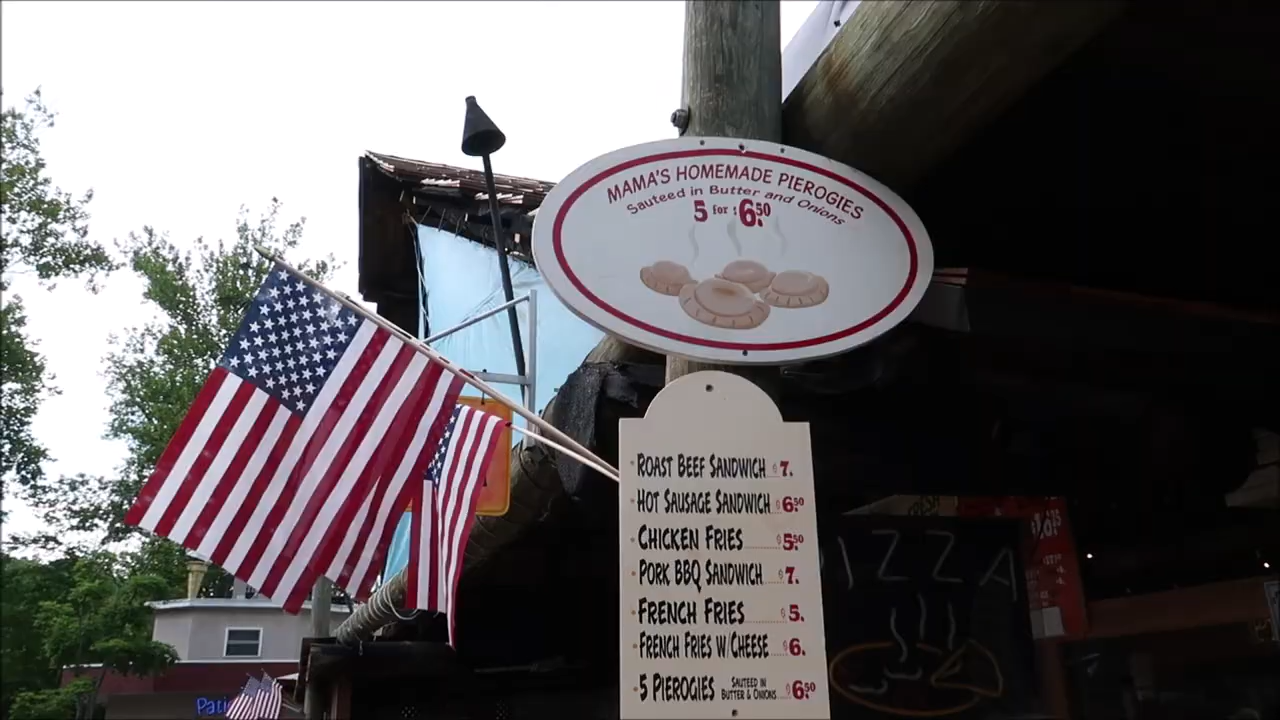 MAMA'S HOMEMADE PIEROGIES
Sauteed in Butter and Onions
5 for $6.50
ROAST BEEF SANDWICH $7.
HOT SAUSAGE SANDWICH $6.50
CHICKEN FRIES $5.50
PORK BBQ SANDWICH $7.
FRENCH FRIES $5.
FRENCH FRIES W/CHEESE $6.
5 PIEROGIES SAUTEED IN BUTTER & ONIONS $6.50
PIZZA